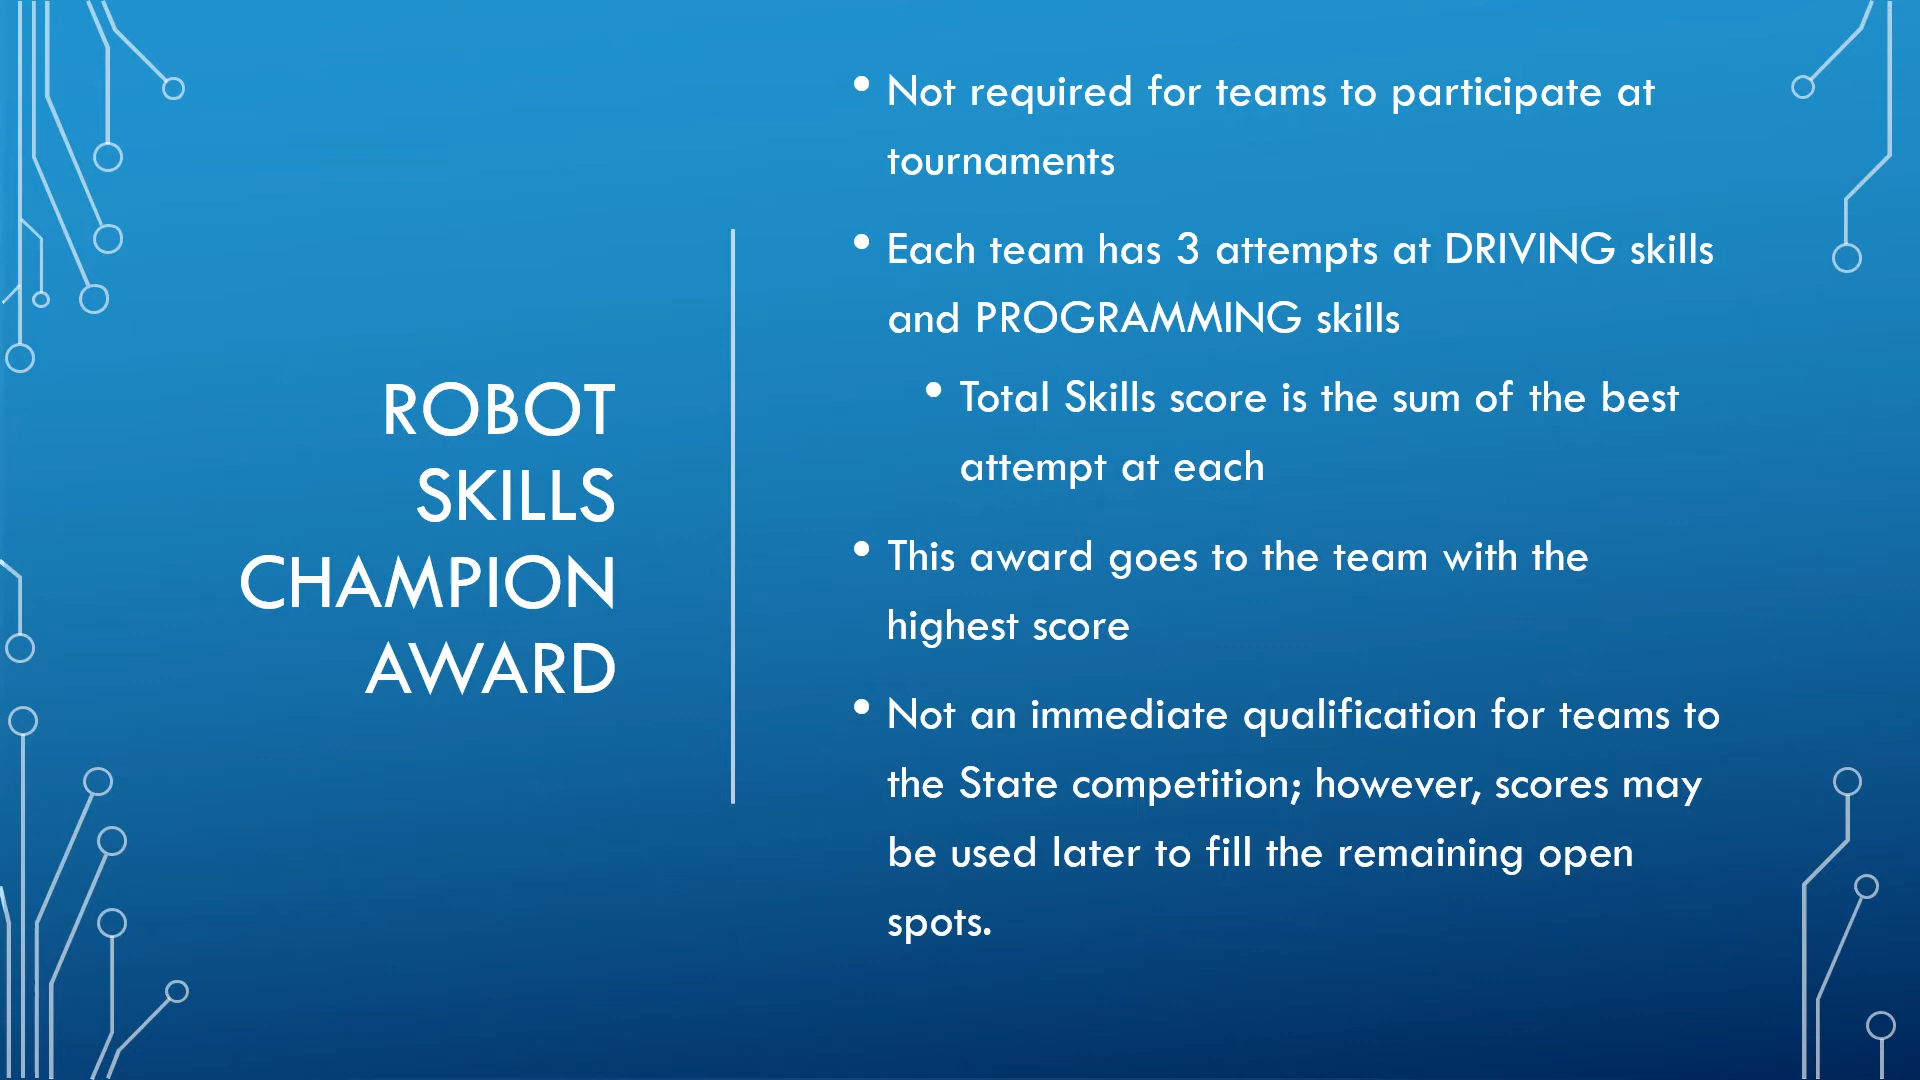 ROBOT
SKILLS
CHAMPION
AWARD
• Not required for teams to participate at
tournaments
• Each team has 3 attempts at DRIVING skills
and PROGRAMMING skills
• Total Skills score is the sum of the best
attempt at each
• This award goes to the team with the
highest score
• Not an immediate qualification for teams to
the State competition; however, scores may
be used later to fill the remaining open
spots.